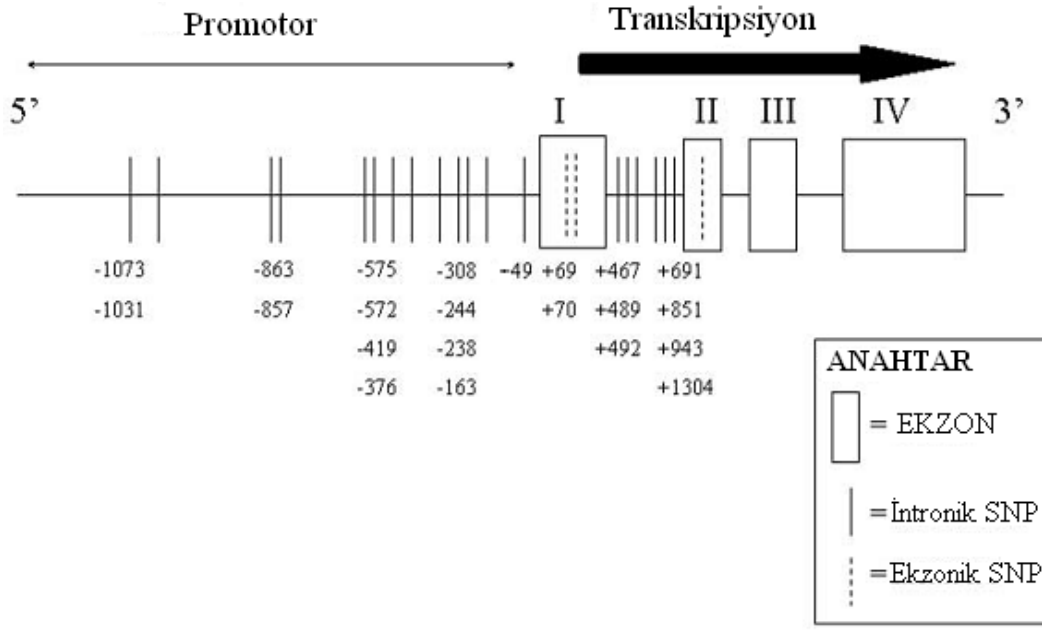 Promotor
Transkripsiyon
5’ I II III IV 3’
-1073 -863 -575 -308 -49 +69 +467 +691
-1031 -857 -572 -244 +70 +489 +851
-419 -238 +492 +943
-376 -163 +1304
ANAHTAR
= EKZON
=İntronik SNP
=Ekzonik SNP